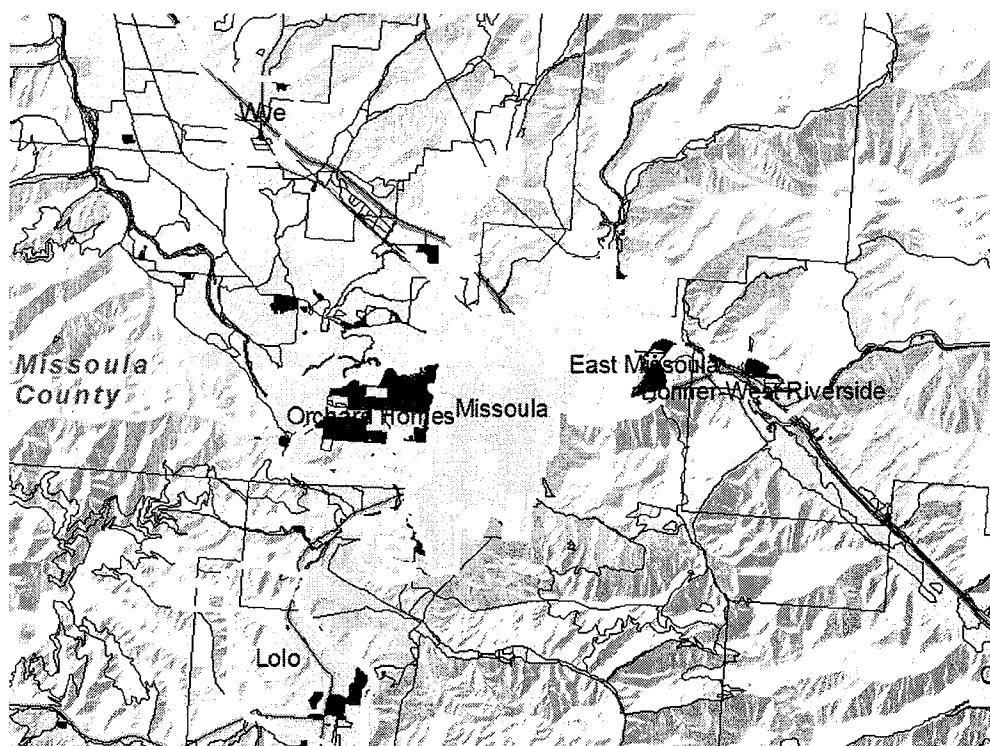 Wye
Missoula
County
East Missoula
Bonner-West Riverside
Orchard Homes
Missoula
Lolo